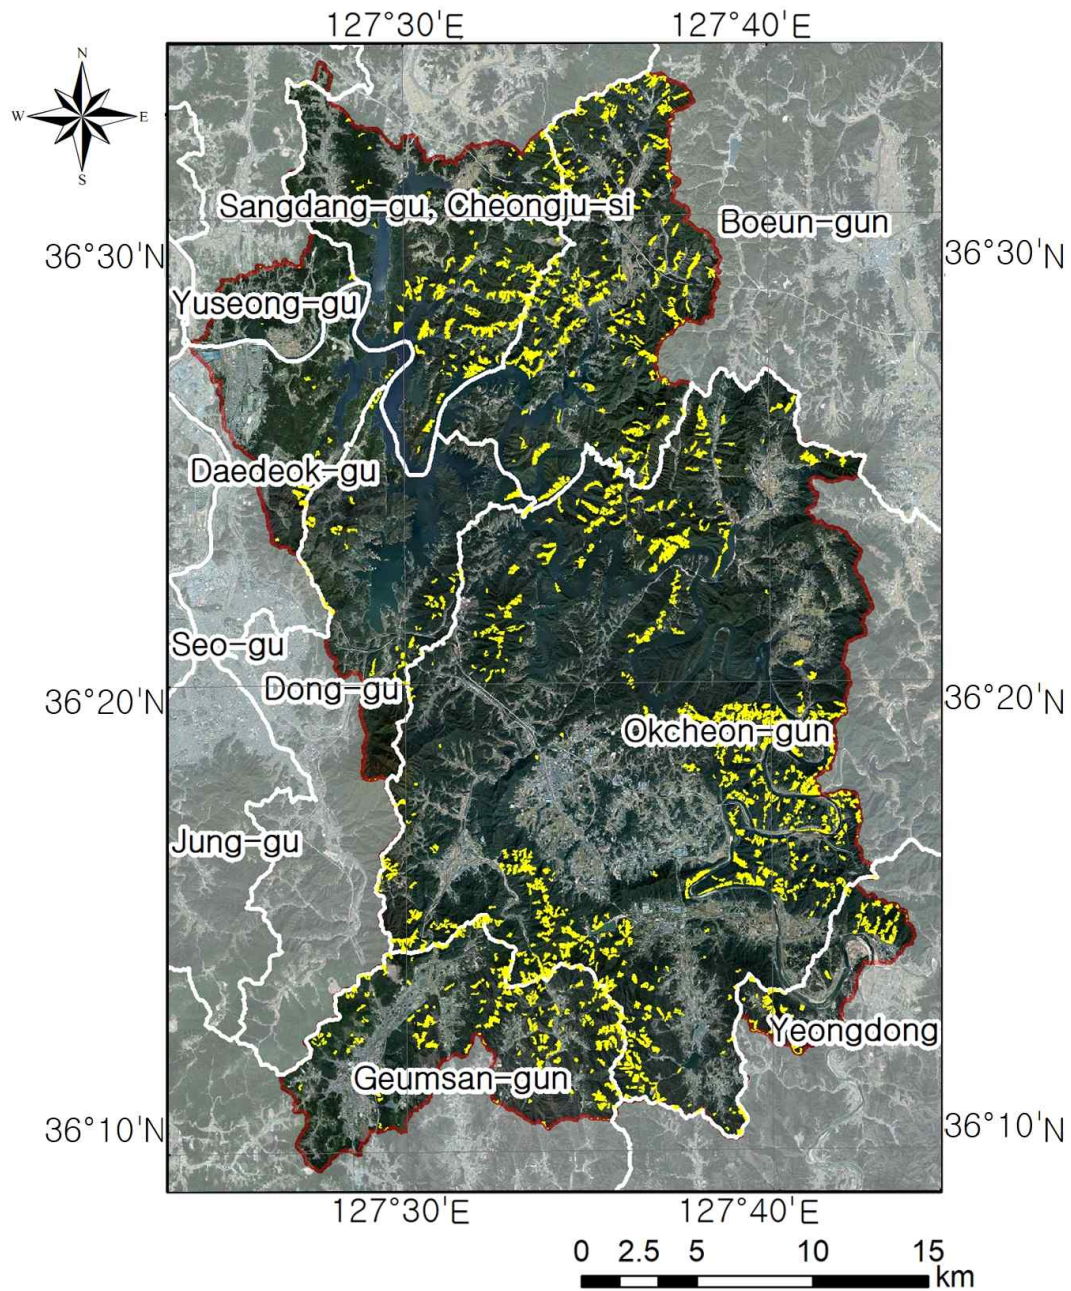 127°30'E 127°40'E
N
W E
S
Sangdang-gu, Cheongju-si
Boeun-gun
36°30'N 36°30'N
Yuseong-gu
Daedeok-gu
Seo-gu
Dong-gu
36°20'N 36°20'N
Okcheon-gun
Jung-gu
Yeongdong
Geumsan-gun
36°10'N 36°10'N
127°30'E 127°40'E
0 2.5 5 10 15
km